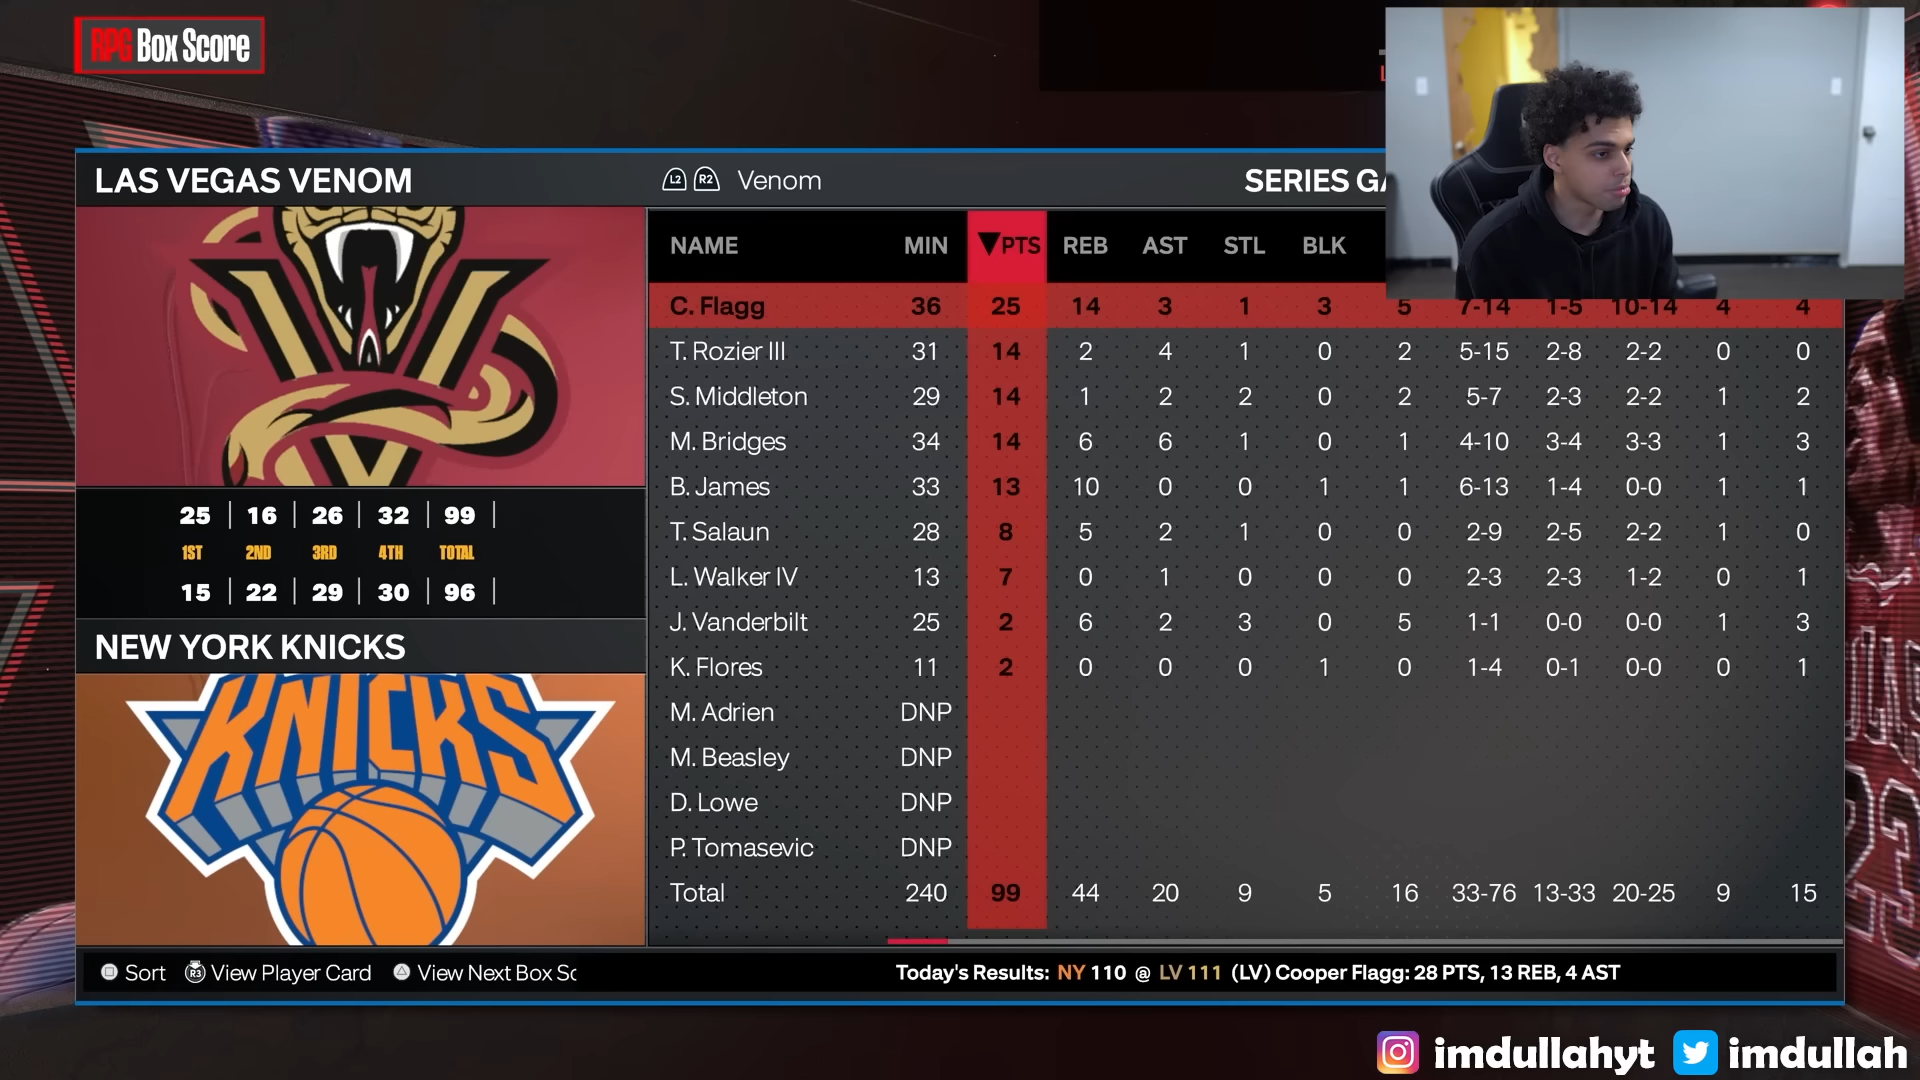 RPG Box Score
LAS VEGAS VENOM
L2 R2 Venom
SERIES GA
NAME MIN ▼PTS REB AST STL BLK
C. Flagg 36 25 14 3 1 3 5 7-14 1-5 10-14 4 4
T. Rozier III 31 14 2 4 1 0 2 5-15 2-8 2-2 0 0
S. Middleton 29 14 1 2 2 0 2 5-7 2-3 2-2 1 2
M. Bridges 34 14 6 6 1 0 1 4-10 3-4 3-3 1 3
B. James 33 13 10 0 0 1 1 6-13 1-4 0-0 1 1
T. Salaun 28 8 5 2 1 0 0 2-9 2-5 2-2 1 0
L. Walker IV 13 7 0 1 0 0 0 2-3 2-3 1-2 0 1
J. Vanderbilt 25 2 6 2 3 0 5 1-1 0-0 0-0 1 3
K. Flores 11 2 0 0 0 1 0 1-4 0-1 0-0 0 1
M. Adrien DNP
M. Beasley DNP
D. Lowe DNP
P. Tomasevic DNP
Total 240 99 44 20 9 5 16 33-76 13-33 20-25 9 15
25 | 16 | 26 | 32 | 99 |
1ST 2ND 3RD 4TH TOTAL
15 | 22 | 29 | 30 | 96 |
NEW YORK KNICKS
KNICKS
Sort R3 View Player Card View Next Box Sc
Today's Results: NY 110 @ LV 111 (LV) Cooper Flagg: 28 PTS, 13 REB, 4 AST
23
imdullahyt imdullah